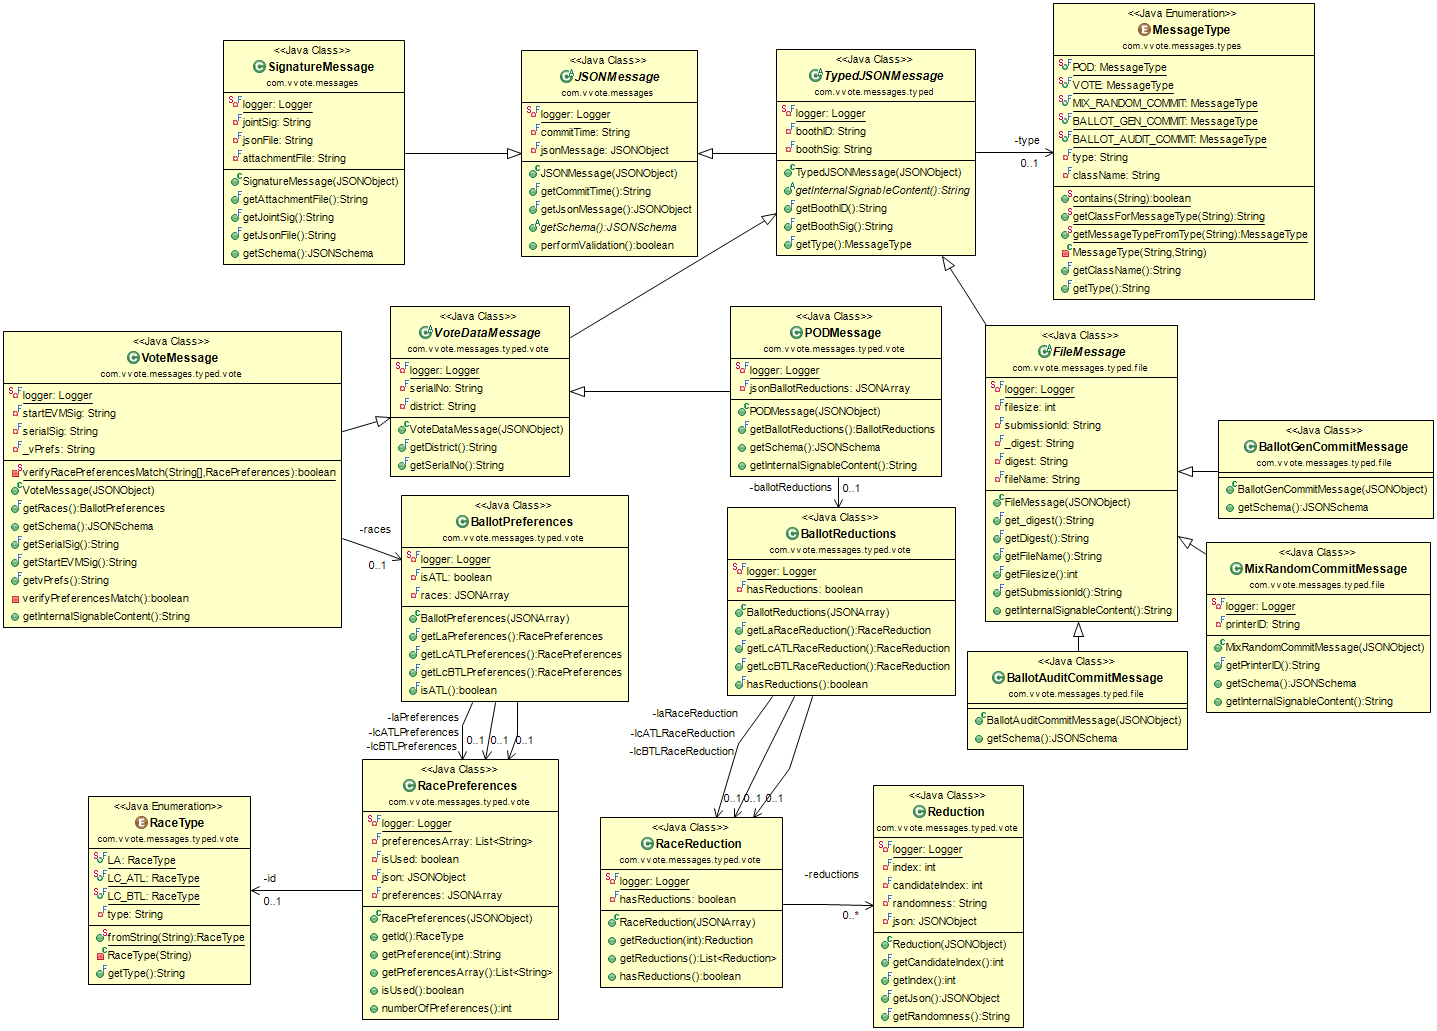 <<Java Class>>
SignatureMessage
com.vvote.messages
logger: Logger
jointSig: String
jsonFile: String
attachmentFile: String
SignatureMessage(JSONObject)
getAttachmentFile():String
getJointSig():String
getJsonFile():String
getSchema():JSONSchema
<<Java Class>>
JSONMessage
com.vvote.messages
logger: Logger
commitTime: String
jsonMessage: JSONObject
JSONMessage(JSONObject)
getCommitTime():String
getJsonMessage():JSONObject
getSchema():JSONSchema
performValidation():boolean
<<Java Class>>
TypedJSONMessage
com.vvote.messages.typed
logger: Logger
boothID: String
boothSig: String
TypedJSONMessage(JSONObject)
getInternalSignableContent():String
getBoothID():String
getBoothSig():String
getType():MessageType
-type
0..1
<<Java Enumeration>>
MessageType
com.vvote.messages.types
POD: MessageType
VOTE: MessageType
MIX_RANDOM_COMMIT: MessageType
BALLOT_GEN_COMMIT: MessageType
BALLOT_AUDIT_COMMIT: MessageType
type: String
className: String
contains(String):boolean
getClassForMessageType(String):String
getMessageTypeFromType(String):MessageType
MessageType(String,String)
getClassName():String
getType():String
<<Java Class>>
VoteMessage
com.vvote.messages.typed.vote
logger: Logger
startEVMSig: String
serialSig: String
_vPrefs: String
verifyRacePreferencesMatch(String[],RacePreferences):boolean
VoteMessage(JSONObject)
getRaces():BallotPreferences
getSchema():JSONSchema
getSerialSig():String
getStartEVMSig():String
getvPrefs():String
verifyPreferencesMatch():boolean
getInternalSignableContent():String
<<Java Class>>
VoteDataMessage
com.vvote.messages.typed.vote
logger: Logger
serialNo: String
district: String
VoteDataMessage(JSONObject)
getDistrict():String
getSerialNo():String
<<Java Class>>
PODMessage
com.vvote.messages.typed.vote
logger: Logger
jsonBallotReductions: JSONArray
PODMessage(JSONObject)
getBallotReductions():BallotReductions
getSchema():JSONSchema
getInternalSignableContent():String
-ballotReductions
0..1
<<Java Class>>
FileMessage
com.vvote.messages.typed.file
logger: Logger
filesize: int
submissionId: String
_digest: String
digest: String
fileName: String
FileMessage(JSONObject)
get_digest():String
getDigest():String
getFileName():String
getFilesize():int
getSubmissionId():String
getInternalSignableContent():String
<<Java Class>>
BallotGenCommitMessage
com.vvote.messages.typed.file
BallotGenCommitMessage(JSONObject)
getSchema():JSONSchema
<<Java Class>>
MixRandomCommitMessage
com.vvote.messages.typed.file
logger: Logger
printerID: String
MixRandomCommitMessage(JSONObject)
getPrinterID():String
getSchema():JSONSchema
getInternalSignableContent():String
<<Java Class>>
BallotAuditCommitMessage
com.vvote.messages.typed.file
BallotAuditCommitMessage(JSONObject)
getSchema():JSONSchema
-races
0..1
<<Java Class>>
BallotPreferences
com.vvote.messages.typed.vote
logger: Logger
isATL: boolean
races: JSONArray
BallotPreferences(JSONArray)
getLaPreferences():RacePreferences
getLcATLPreferences():RacePreferences
getLcBTLPreferences():RacePreferences
isATL():boolean
-laPreferences
-lcATLPreferences
-lcBTLPreferences
0..1 0..1 0..1
<<Java Class>>
BallotReductions
com.vvote.messages.typed.vote
logger: Logger
hasReductions: boolean
BallotReductions(JSONArray)
getLaRaceReduction():RaceReduction
getLcATLRaceReduction():RaceReduction
getLcBTLRaceReduction():RaceReduction
hasReductions():boolean
-laRaceReduction
-lcATLRaceReduction
-lcBTLRaceReduction
0..1 0..1 0..1
<<Java Enumeration>>
RaceType
com.vvote.messages.typed.vote
LA: RaceType
LC_ATL: RaceType
LC_BTL: RaceType
type: String
fromString(String):RaceType
RaceType(String)
getType():String
-id
0..1
<<Java Class>>
RacePreferences
com.vvote.messages.typed.vote
logger: Logger
preferencesArray: List<String>
isUsed: boolean
json: JSONObject
preferences: JSONArray
RacePreferences(JSONObject)
getId():RaceType
getPreference(int):String
getPreferencesArray():List<String>
isUsed():boolean
numberOfPreferences():int
<<Java Class>>
RaceReduction
com.vvote.messages.typed.vote
logger: Logger
hasReductions: boolean
RaceReduction(JSONArray)
getReduction(int):Reduction
getReductions():List<Reduction>
hasReductions():boolean
-reductions
0..*
<<Java Class>>
Reduction
com.vvote.messages.typed.vote
logger: Logger
index: int
candidateIndex: int
randomness: String
json: JSONObject
Reduction(JSONObject)
getCandidateIndex():int
getIndex():int
getJson():JSONObject
getRandomness():String